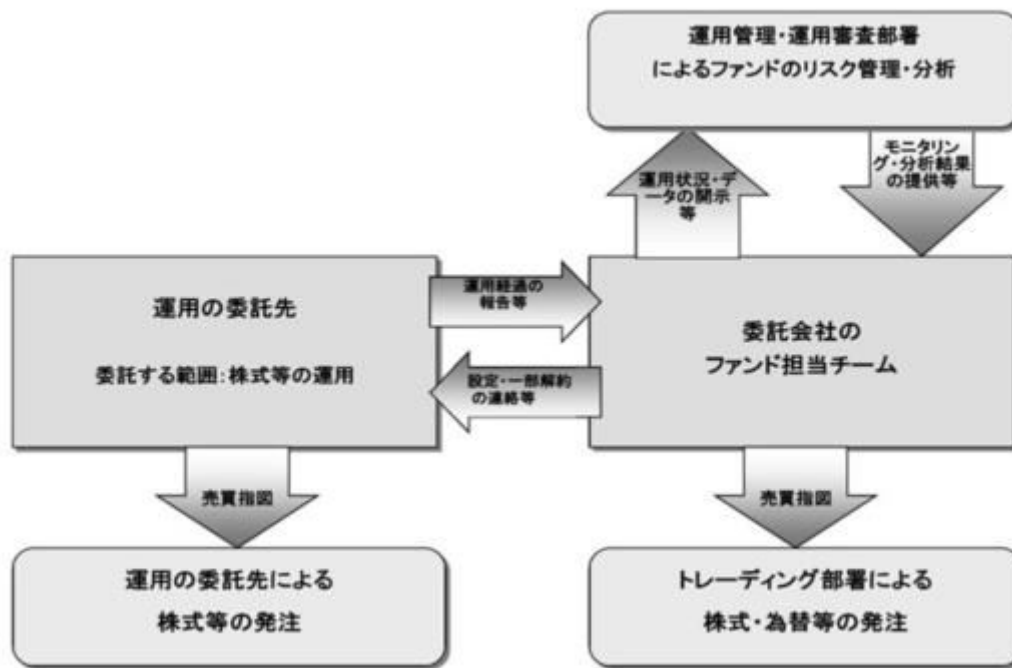 運用管理・運用審査部署
によるファンドのリスク管理・分析
運用状況・デ
ータの開示
等
モニタリン
グ・分析結果
の提供等
運用の委託先
委託する範囲:株式等の運用
運用経過の
報告等
設定・一部解約
の連絡等
委託会社の
ファンド担当チーム
売買指図
売買指図
運用の委託先による
株式等の発注
トレーディング部署による
株式・為替等の発注